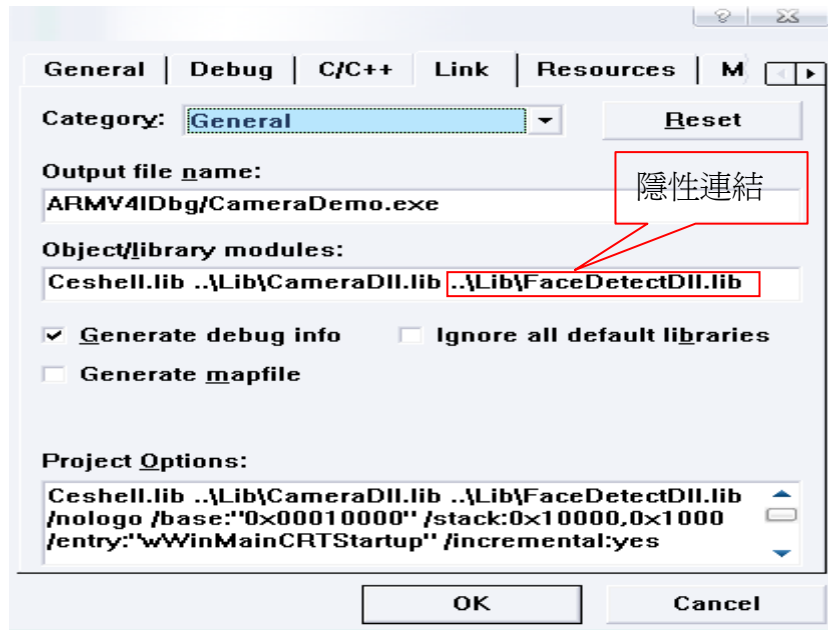 General Debug C/C++ Link Resources M
Category: General Reset
Output file name:
隱性連結
ARMV4IDbg/CameraDemo.exe
Object/library modules:
Ceshell.lib ..\Lib\CameraDll.lib ..\Lib\FaceDetectDll.lib
Generate debug info Ignore all default libraries
Generate mapfile
Project Options:
Ceshell.lib ..\Lib\CameraDll.lib ..\Lib\FaceDetectDll.lib
/nologo /base:"0x00010000" /stack:0x10000,0x1000
/entry:"wWinMainCRTStartup" /incremental:yes
OK Cancel